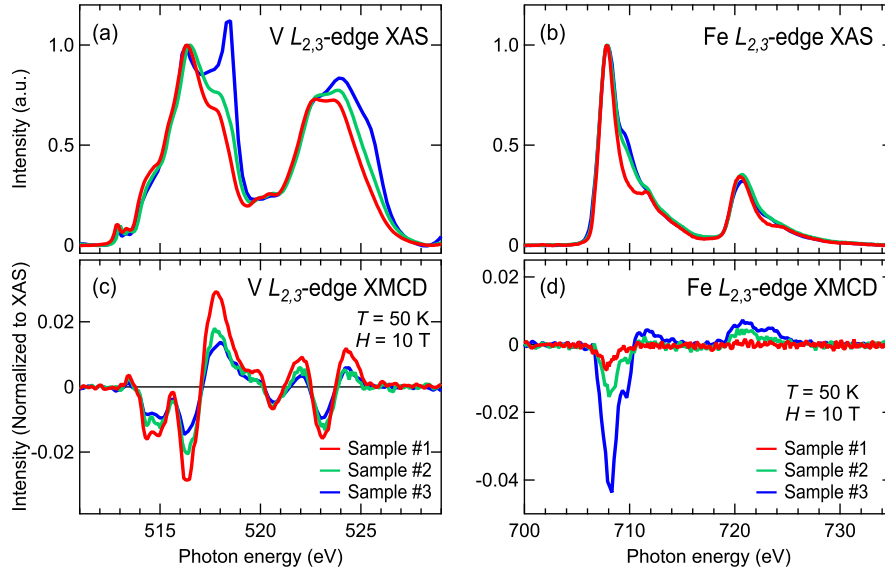 (a) V L2,3-edge XAS
1.0
0.5
0
Intensity (a.u.)
(b) Fe L2,3-edge XAS
1.0
0.5
0
(c) V L2,3-edge XMCD
T = 50 K
H = 10 T
0.02
0
-0.02
Intensity (Normalized to XAS)
Sample #1
Sample #2
Sample #3
515 520 525
Photon energy (eV)
(d) Fe L2,3-edge XMCD
0.02
0
-0.02
-0.04
T = 50 K
H = 10 T
Sample #1
Sample #2
Sample #3
700 710 720 730
Photon energy (eV)